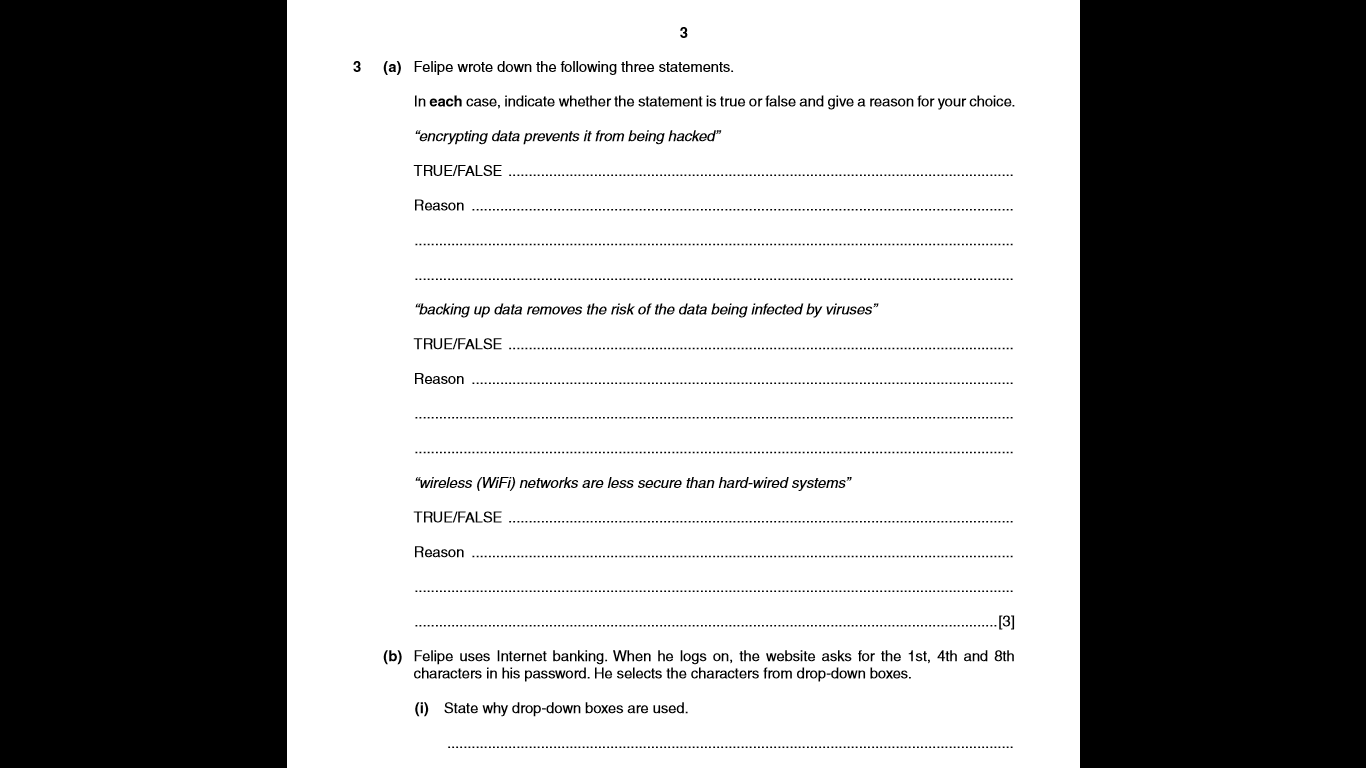 3
3 (a) Felipe wrote down the following three statements.
In each case, indicate whether the statement is true or false and give a reason for your choice.
“encrypting data prevents it from being hacked”
TRUE/FALSE ..........................................................................................................................
Reason ...................................................................................................................................
.................................................................................................................................................
.................................................................................................................................................
“backing up data removes the risk of the data being infected by viruses”
TRUE/FALSE ..........................................................................................................................
Reason ...................................................................................................................................
.................................................................................................................................................
.................................................................................................................................................
“wireless (WiFi) networks are less secure than hard-wired systems”
TRUE/FALSE ..........................................................................................................................
Reason ...................................................................................................................................
.................................................................................................................................................
.............................................................................................................................................[3]
(b) Felipe uses Internet banking. When he logs on, the website asks for the 1st, 4th and 8th
characters in his password. He selects the characters from drop-down boxes.
(i) State why drop-down boxes are used.
.........................................................................................................................................